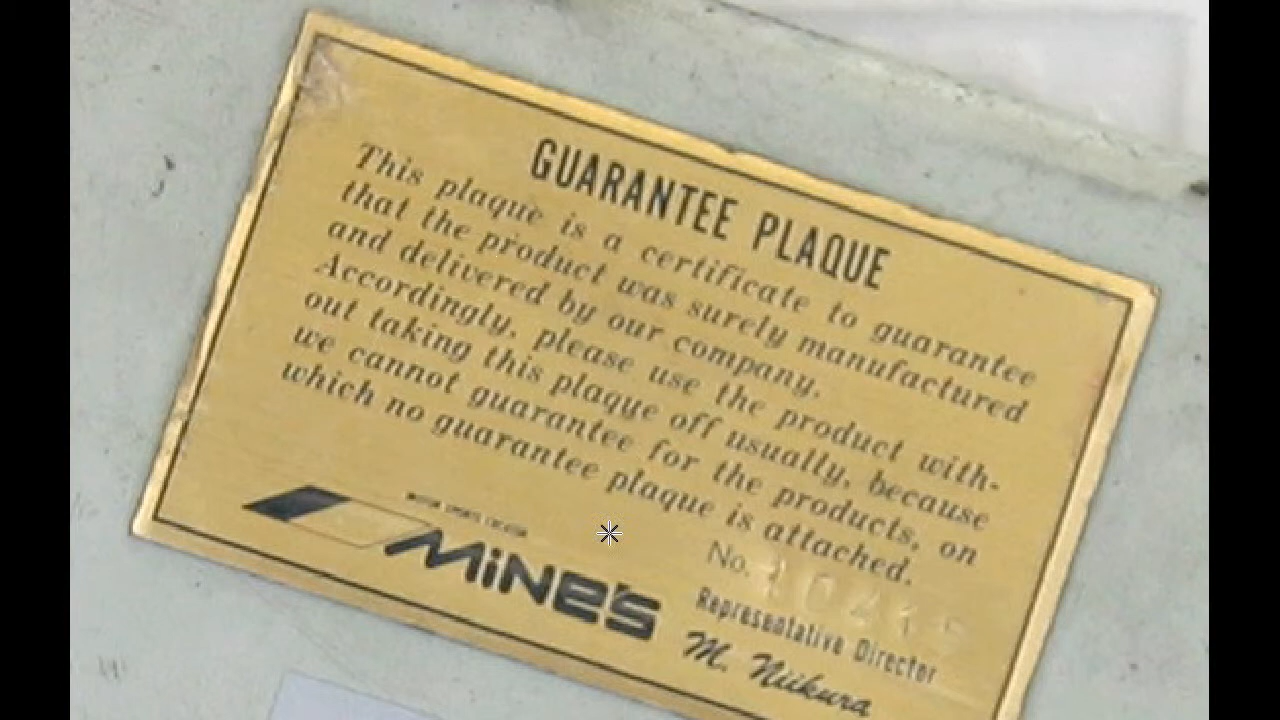 GUARANTEE PLAQUE
This plaque is a certificate to guarantee
that the product was surely manufactured
and delivered by our company.
Accordingly, please use the product with-
out taking this plaque off usually, because
we cannot guarantee for the products, on
which no guarantee plaque is attached.
MiNE'S
No.
Representative Director
M. Niikura